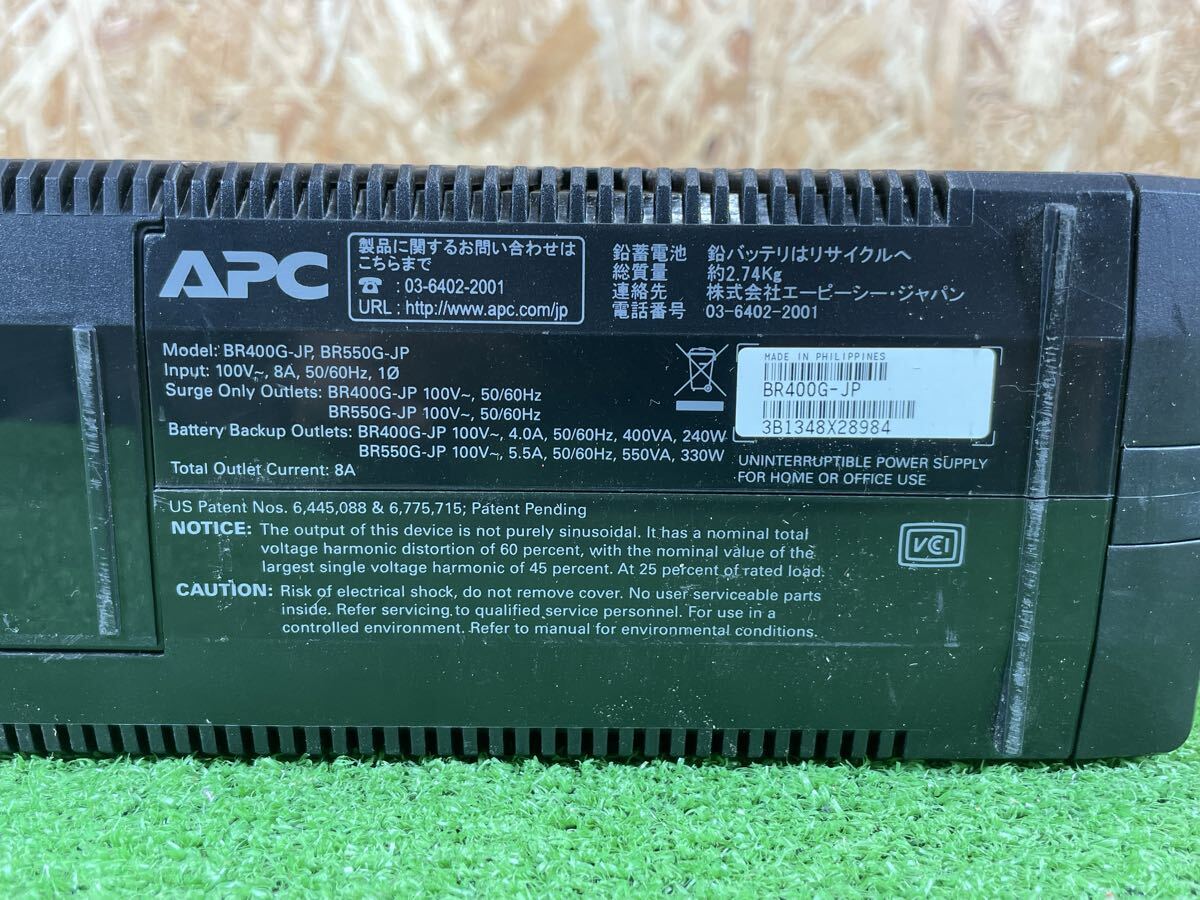 APC
製品に関するお問い合わせは
こちらまで
☎ : 03-6402-2001
URL : http://www.apc.com/jp
鉛蓄電池 鉛バッテリはリサイクルへ
総質量 約2.74Kg
連絡先 株式会社エーピーシー・ジャパン
電話番号 03-6402-2001
Model: BR400G-JP, BR550G-JP
Input: 100V~, 8A, 50/60Hz, 1Ø
Surge Only Outlets: BR400G-JP 100V~, 50/60Hz
BR550G-JP 100V~, 50/60Hz
Battery Backup Outlets: BR400G-JP 100V~, 4.0A, 50/60Hz, 400VA, 240W
BR550G-JP 100V~, 5.5A, 50/60Hz, 550VA, 330W
Total Outlet Current: 8A
MADE IN PHILIPPINES
BR400G-JP
3B1348X28984
UNINTERRUPTIBLE POWER SUPPLY
FOR HOME OR OFFICE USE
US Patent Nos. 6,445,088 & 6,775,715; Patent Pending
NOTICE: The output of this device is not purely sinusoidal. It has a nominal total
voltage harmonic distortion of 60 percent, with the nominal value of the
largest single voltage harmonic of 45 percent. At 25 percent of rated load.
CAUTION: Risk of electrical shock, do not remove cover. No user serviceable parts
inside. Refer servicing to qualified service personnel. For use in a
controlled environment. Refer to manual for environmental conditions.
VCCI